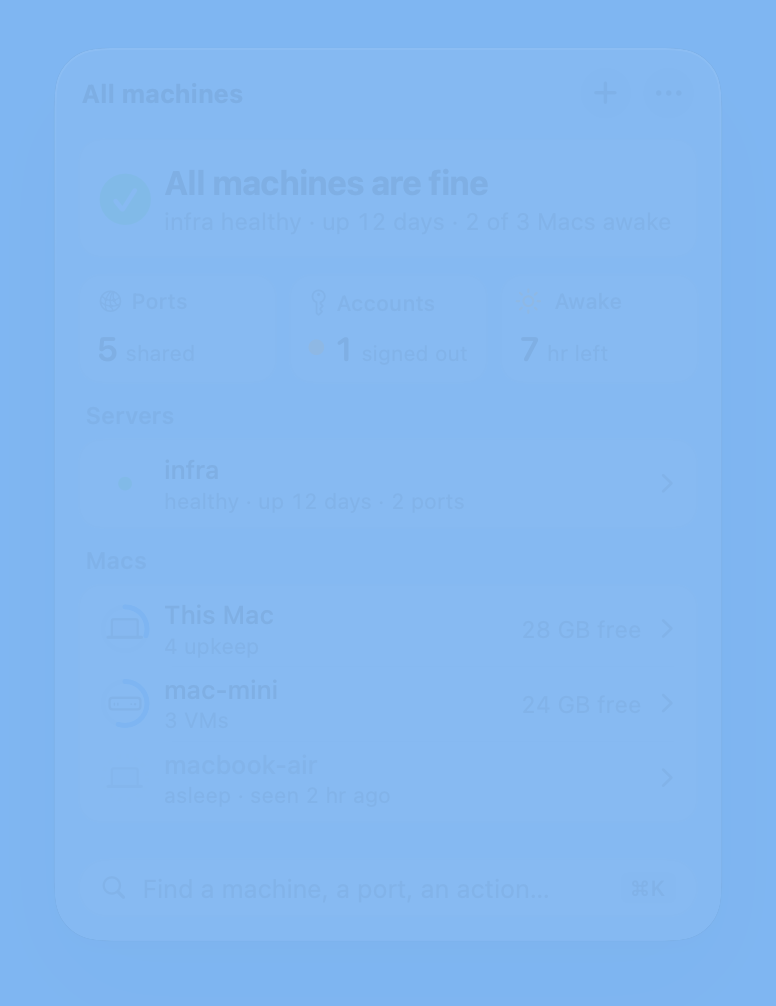 All machines
All machines are fine
infra healthy · up 12 days · 2 of 3 Macs awake
Ports
Accounts
Awake
5 shared
1 signed out
7 hr left
Servers
infra
healthy · up 12 days · 2 ports
Macs
This Mac
4 upkeep
28 GB free
mac-mini
3 VMs
24 GB free
macbook-air
asleep · seen 2 hr ago
Find a machine, a port, an action... ⌘K